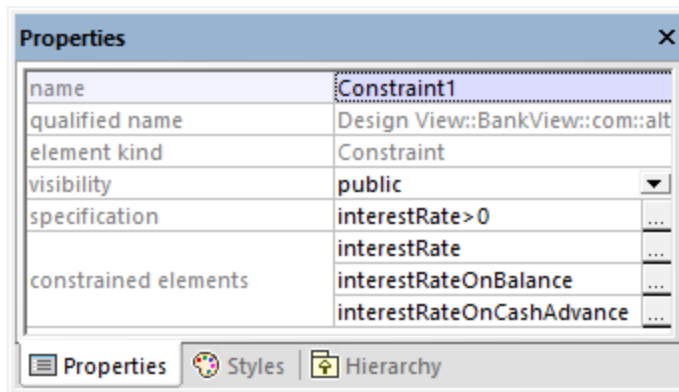 Properties
name Constraint1
qualified name Design View::BankView::com::alt
element kind Constraint
visibility public
specification interestRate>0 ...
interestRate ...
constrained elements interestRateOnBalance ...
interestRateOnCashAdvance ...
Properties Styles Hierarchy